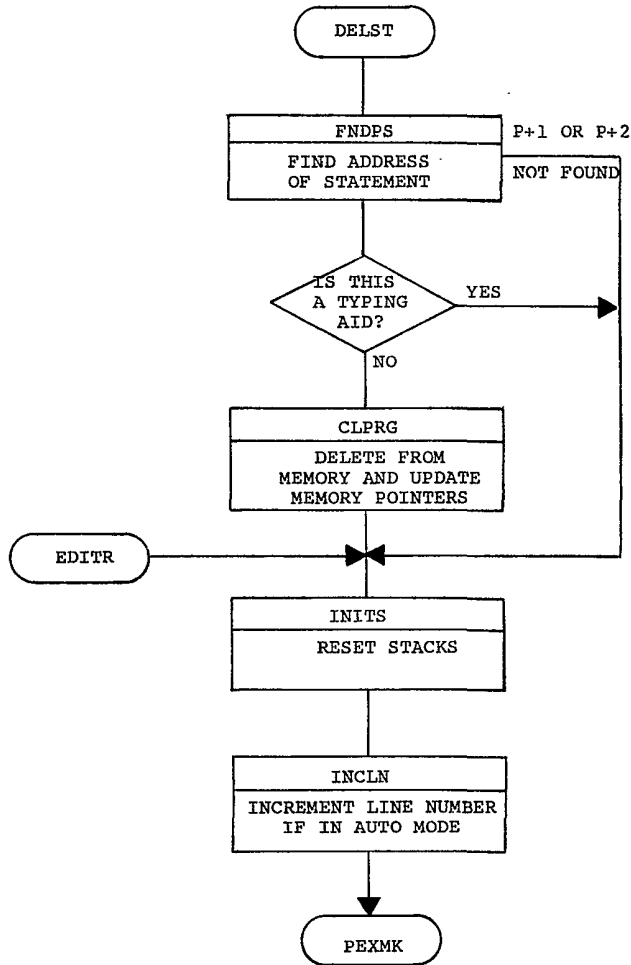 DELST
FNDPS
P+1 OR P+2
FIND ADDRESS
OF STATEMENT
NOT FOUND
IS THIS
A TYPING
AID?
YES
NO
CLPRG
DELETE FROM
MEMORY AND UPDATE
MEMORY POINTERS
EDITR
INITS
RESET STACKS
INCLN
INCREMENT LINE NUMBER
IF IN AUTO MODE
PEXMK